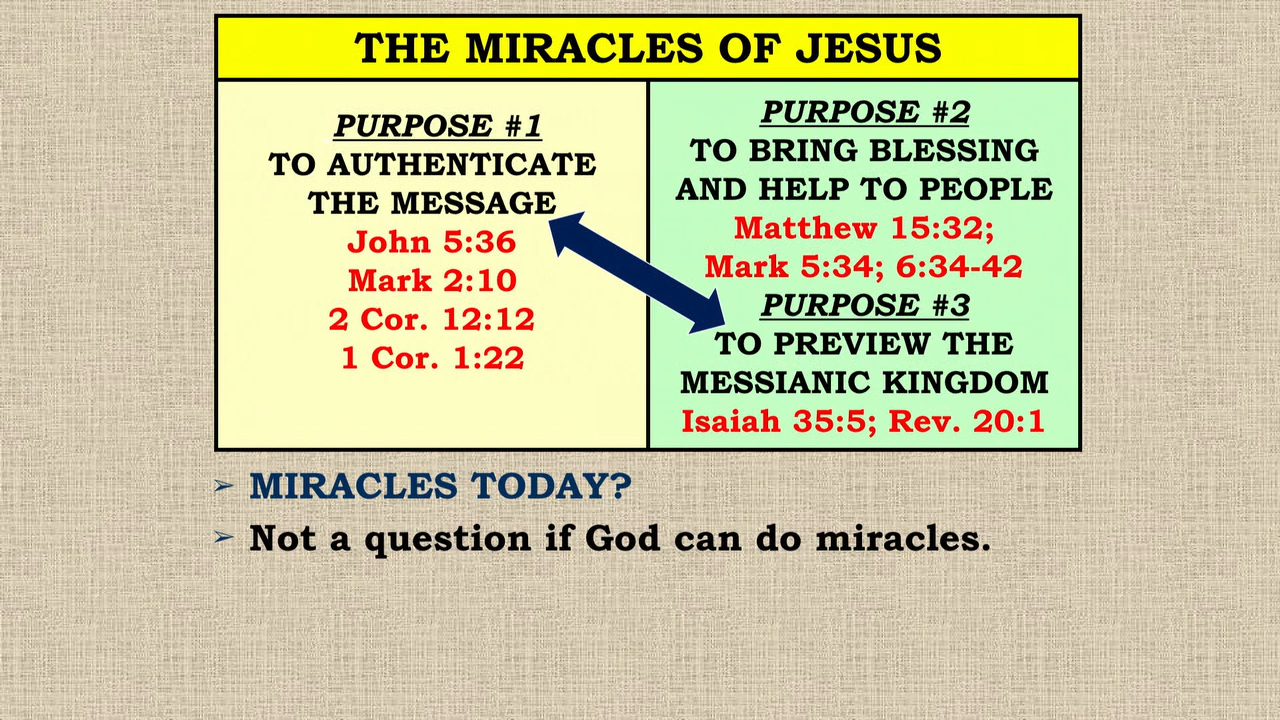 THE MIRACLES OF JESUS
PURPOSE #1
TO AUTHENTICATE
THE MESSAGE
John 5:36
Mark 2:10
2 Cor. 12:12
1 Cor. 1:22
PURPOSE #2
TO BRING BLESSING
AND HELP TO PEOPLE
Matthew 15:32;
Mark 5:34; 6:34-42
PURPOSE #3
TO PREVIEW THE
MESSIANIC KINGDOM
Isaiah 35:5; Rev. 20:1
➢ MIRACLES TODAY?
➢ Not a question if God can do miracles.